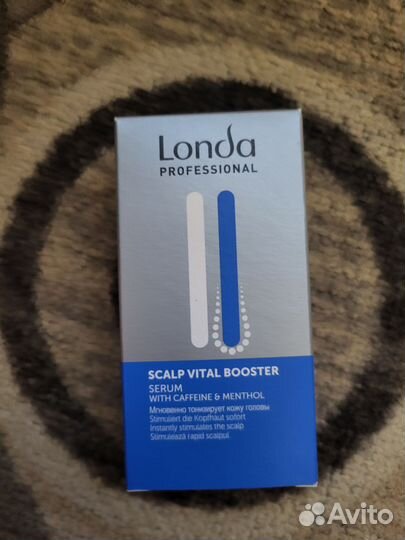 Londa
PROFESSIONAL
SCALP VITAL BOOSTER
SERUM
WITH CAFFEINE & MENTHOL
Мгновенно тонизирует кожу головы
Stimuliert die Kopfhaut sofort
Instantly stimulates the scalp
Stimulează rapid scalpul
Avito